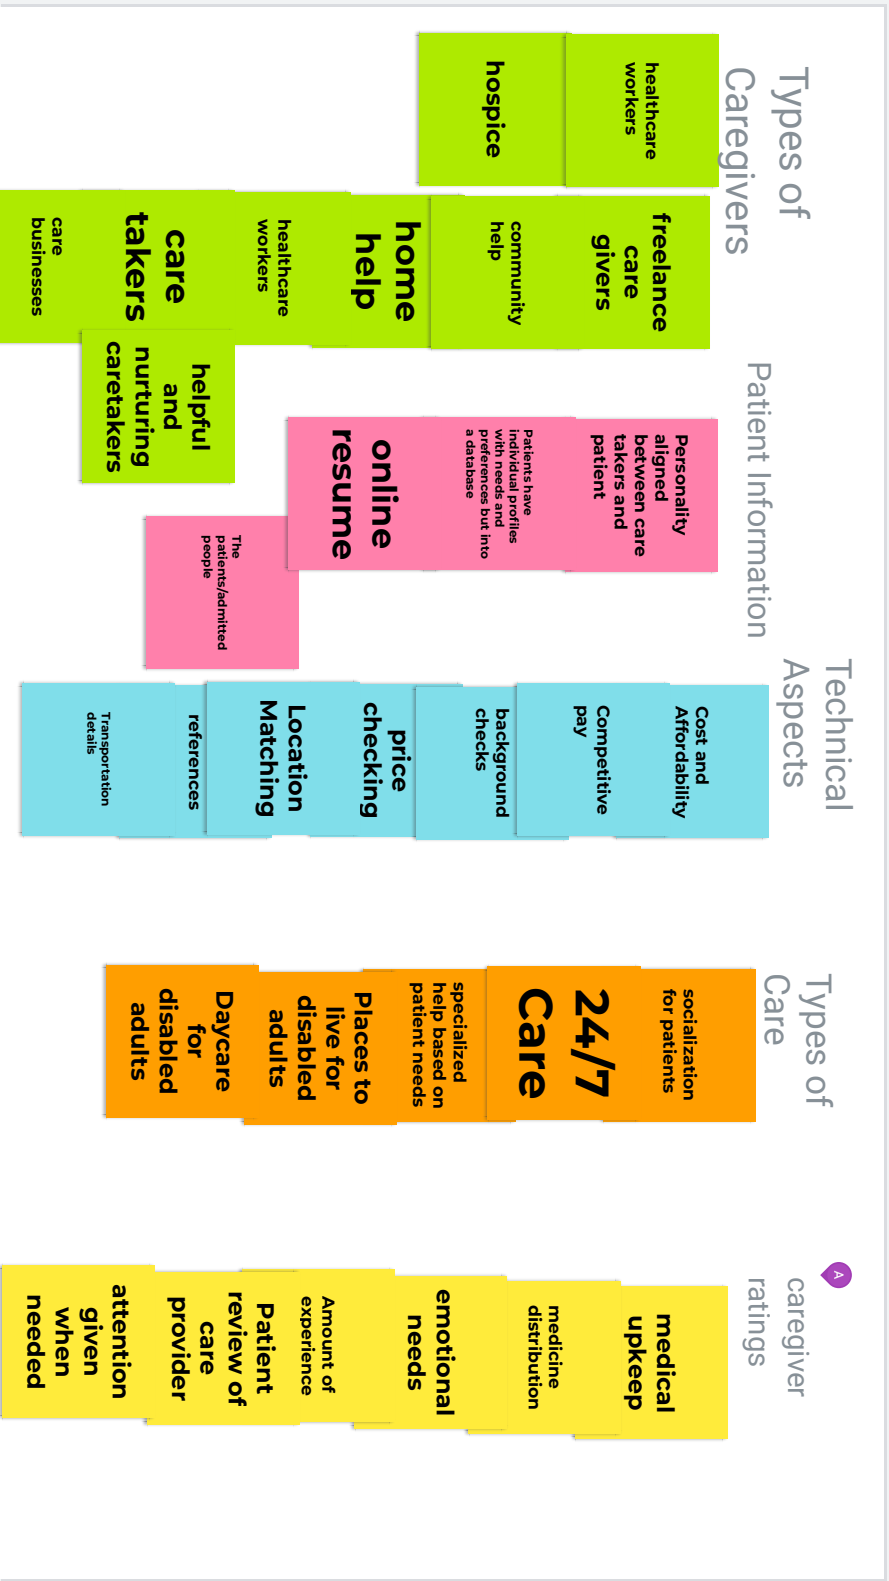 Types of
Caregivers
healthcare
workers
hospice
freelance
care
givers
community
help
home
help
healthcare
workers
care
takers
care
businesses
helpful
and
nurturing
caretakers
Patient Information
Personality
aligned
between care
takers and
patient
Patients have
individual profiles
with needs and
preferences but into
a database
online
resume
The
patients/admitted
people
Technical
Aspects
Cost and
Affordability
Competitive
pay
background
checks
price
checking
Location
Matching
references
Transportation
details
Types of
Care
socialization
for patients
24/7
Care
specialized
help based on
patient needs
Places to
live for
disabled
adults
Daycare
for
disabled
adults
A
caregiver
ratings
medical
upkeep
medicine
distribution
emotional
needs
Amount of
experience
Patient
review of
care
provider
attention
given
when
needed